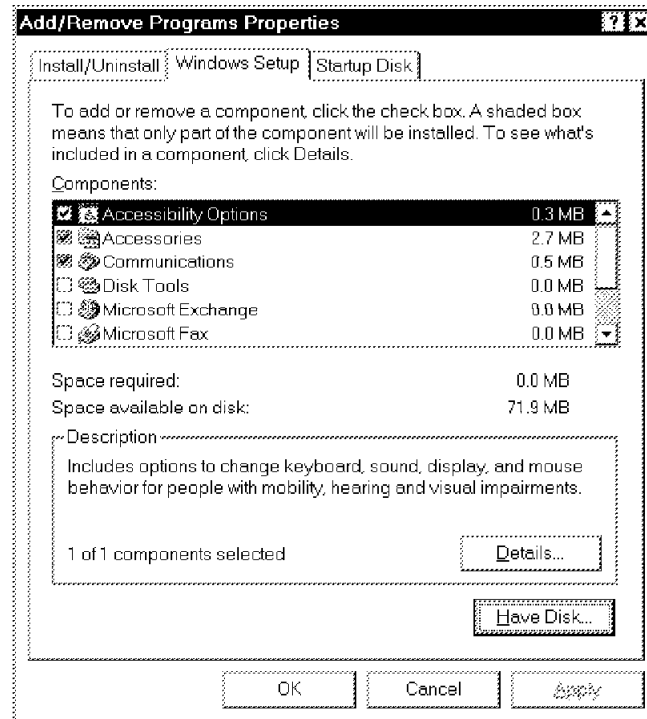 Add/Remove Programs Properties
Install/Uninstall Windows Setup Startup Disk
To add or remove a component, click the check box. A shaded box
means that only part of the component will be installed. To see what's
included in a component, click Details.
Components:
Accessibility Options 0.3 MB
Accessories 2.7 MB
Communications 0.5 MB
Disk Tools 0.0 MB
Microsoft Exchange 0.0 MB
Microsoft Fax 0.0 MB
Space required: 0.0 MB
Space available on disk: 71.9 MB
Description
Includes options to change keyboard, sound, display, and mouse
behavior for people with mobility, hearing and visual impairments.
1 of 1 components selected Details...
Have Disk...
OK Cancel Apply